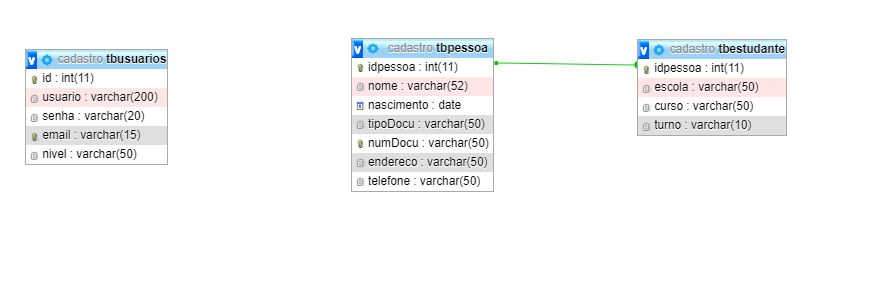 v cadastro tbusuarios
id : int(11)
usuario : varchar(200)
senha : varchar(20)
email : varchar(15)
nivel : varchar(50)
v cadastro tbpessoa
idpessoa : int(11)
nome : varchar(52)
nascimento : date
tipoDocu : varchar(50)
numDocu : varchar(50)
endereco : varchar(50)
telefone : varchar(50)
v cadastro tbestudante
idpessoa : int(11)
escola : varchar(50)
curso : varchar(50)
turno : varchar(10)